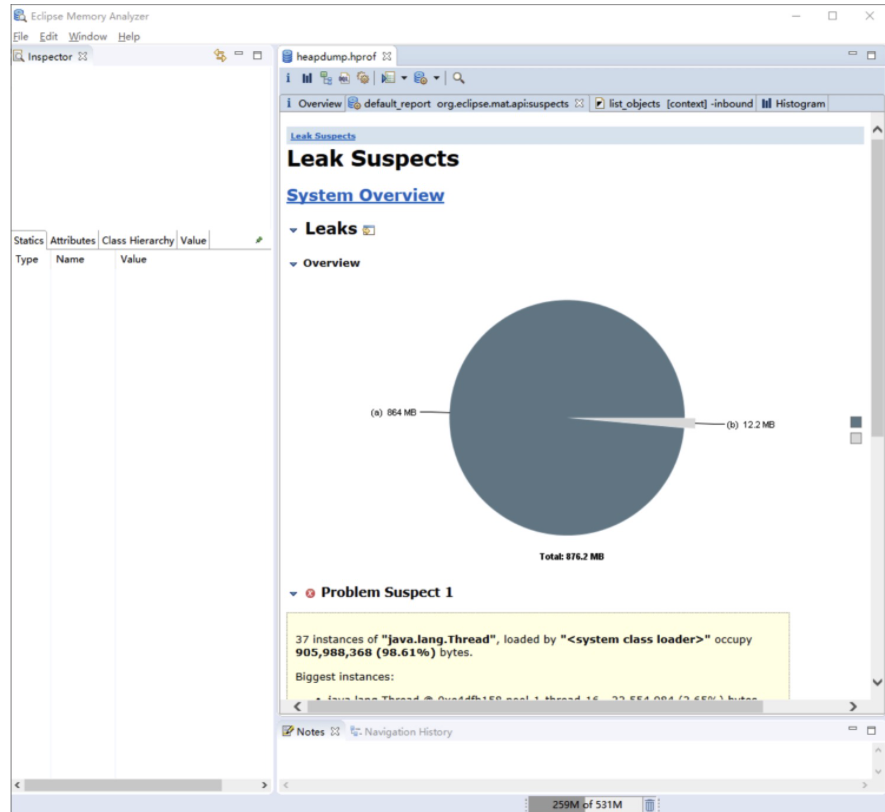 Eclipse Memory Analyzer
File Edit Window Help
Inspector
Statics Attributes Class Hierarchy Value
Type Name Value
heapdump.hprof
i Overview default_report org.eclipse.mat.api:suspects list_objects [context] -inbound Histogram
Leak Suspects
Leak Suspects
System Overview
Leaks
Overview
(a) 864 MB
(b) 12.2 MB
Total: 876.2 MB
Problem Suspect 1
37 instances of "java.lang.Thread", loaded by "<system class loader>" occupy
905,988,368 (98.61%) bytes.
Biggest instances:
Notes Navigation History
259M of 531M